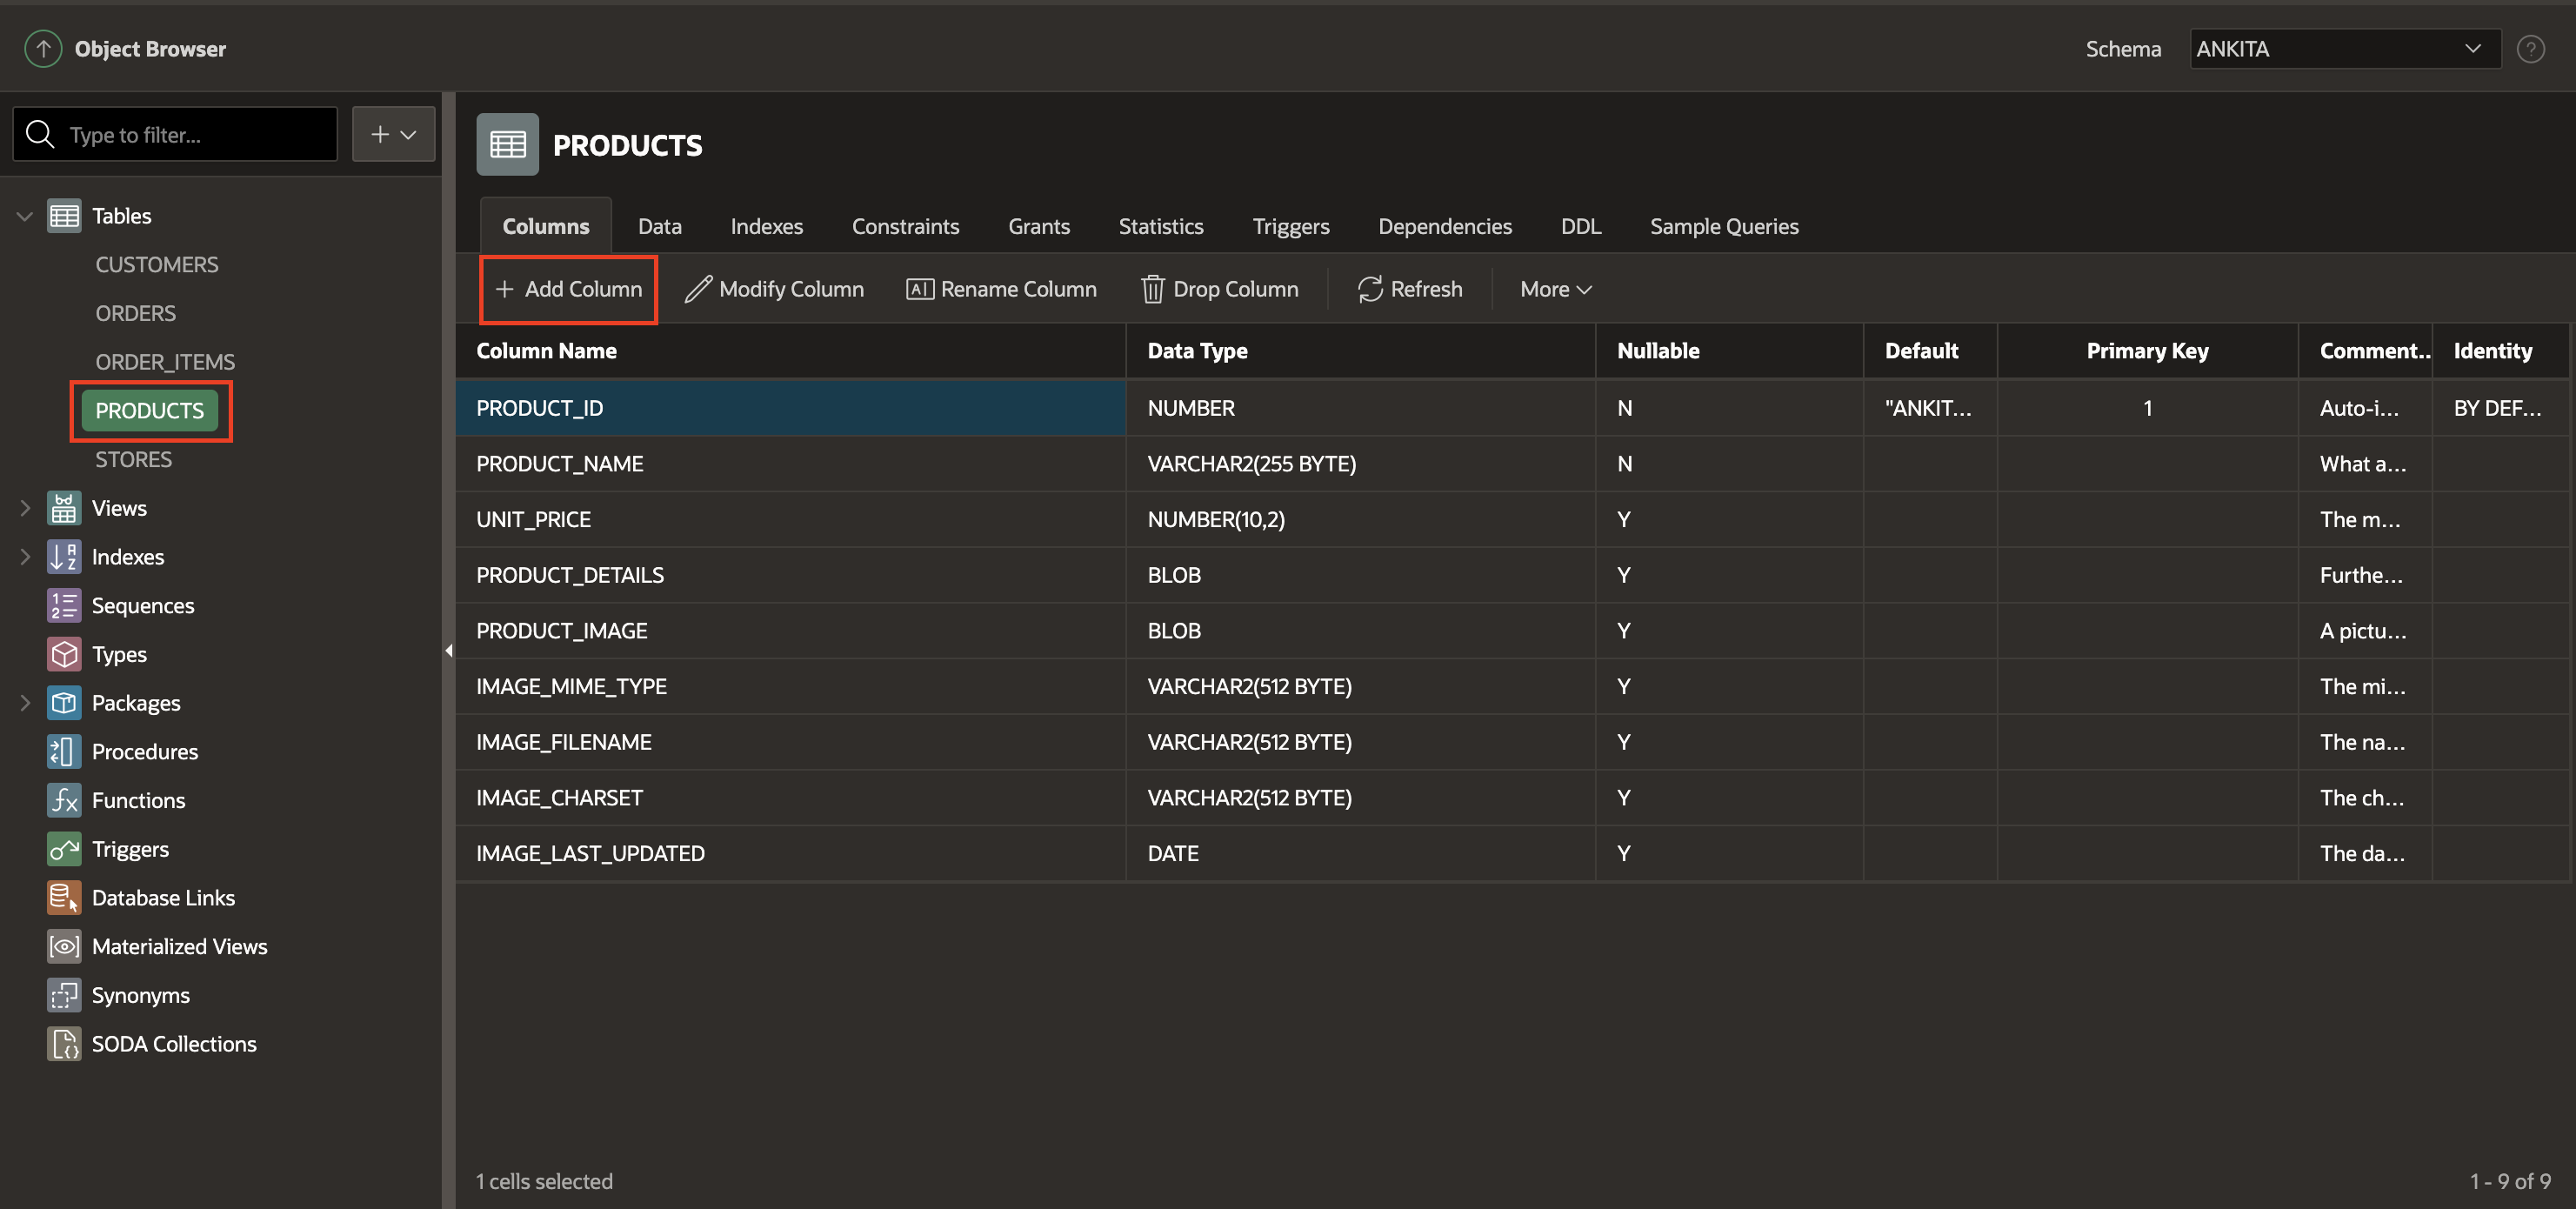 Object Browser
Schema ANKITA
Type to filter...
Tables
CUSTOMERS
ORDERS
ORDER_ITEMS
PRODUCTS
STORES
Views
Indexes
Sequences
Types
Packages
Procedures
Functions
Triggers
Database Links
Materialized Views
Synonyms
SODA Collections
PRODUCTS
Columns Data Indexes Constraints Grants Statistics Triggers Dependencies DDL Sample Queries
+ Add Column Modify Column Rename Column Drop Column Refresh More
Column Name Data Type Nullable Default Primary Key Comment.. Identity
PRODUCT_ID NUMBER N "ANKIT... 1 Auto-i... BY DEF...
PRODUCT_NAME VARCHAR2(255 BYTE) N What a...
UNIT_PRICE NUMBER(10,2) Y The m...
PRODUCT_DETAILS BLOB Y Furthe...
PRODUCT_IMAGE BLOB Y A pictu...
IMAGE_MIME_TYPE VARCHAR2(512 BYTE) Y The mi...
IMAGE_FILENAME VARCHAR2(512 BYTE) Y The na...
IMAGE_CHARSET VARCHAR2(512 BYTE) Y The ch...
IMAGE_LAST_UPDATED DATE Y The da...
1 cells selected
1 - 9 of 9